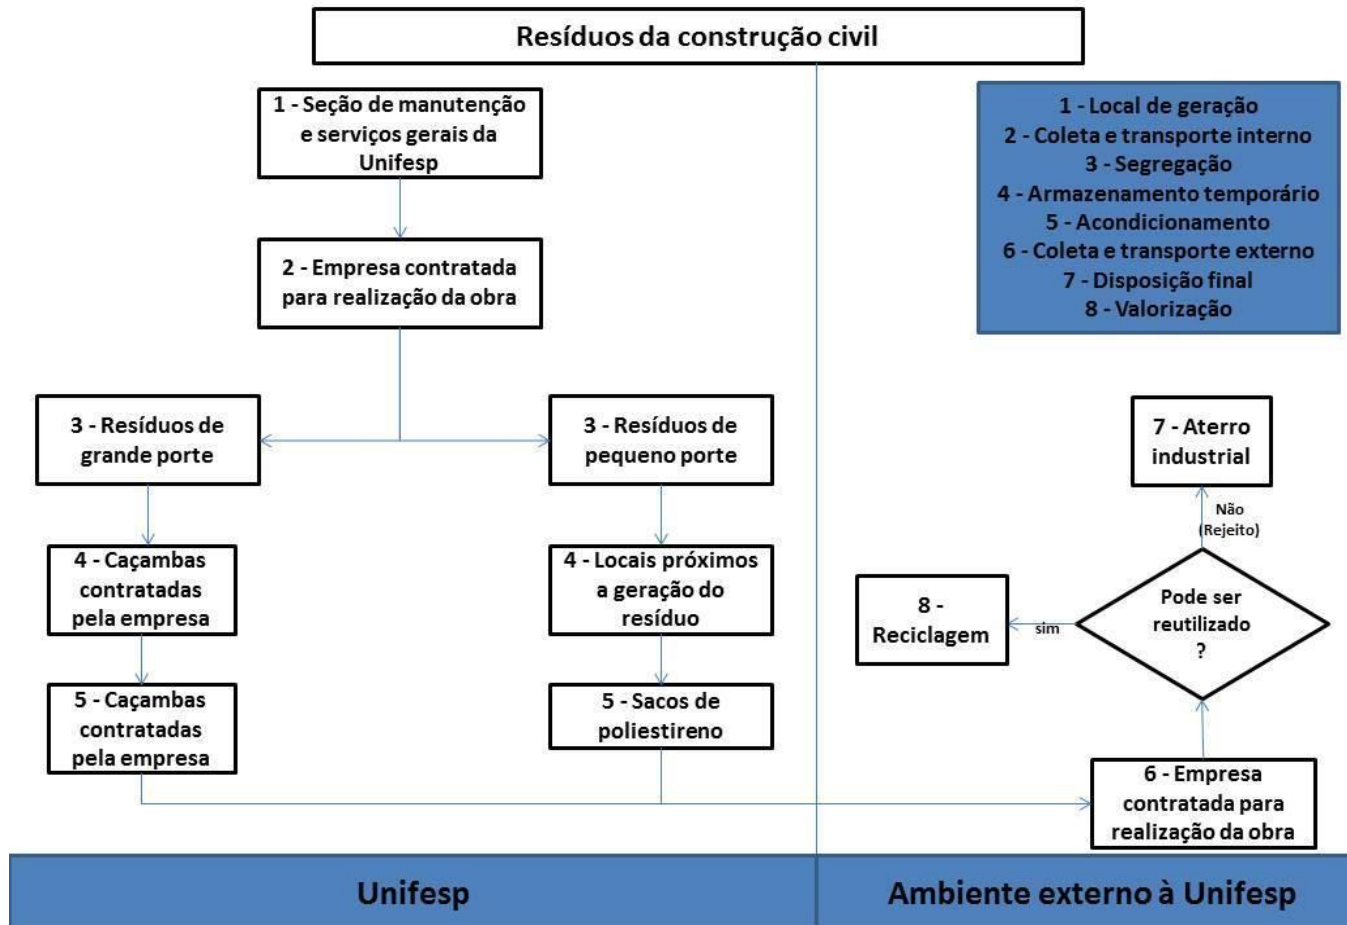 Resíduos da construção civil
1 - Seção de manutenção
e serviços gerais da
Unifesp
1 - Local de geração
2 - Coleta e transporte interno
3 - Segregação
4 - Armazenamento temporário
5 - Acondicionamento
6 - Coleta e transporte externo
7 - Disposição final
8 - Valorização
2 - Empresa contratada
para realização da obra
3 - Resíduos de
grande porte
3 - Resíduos de
pequeno porte
4 - Caçambas
contratadas
pela empresa
4 - Locais próximos
a geração do
resíduo
5 - Caçambas
contratadas
pela empresa
5 - Sacos de
poliestireno
7 - Aterro
industrial
Não
(Rejeito)
Pode ser
reutilizado
?
sim
8 -
Reciclagem
6 - Empresa
contratada para
realização da obra
Unifesp
Ambiente externo à Unifesp